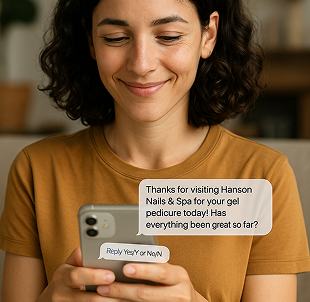 Thanks for visiting Hanson
Nails & Spa for your gel
pedicure today! Has
everything been great so far?
Reply Yes/Y or No/N